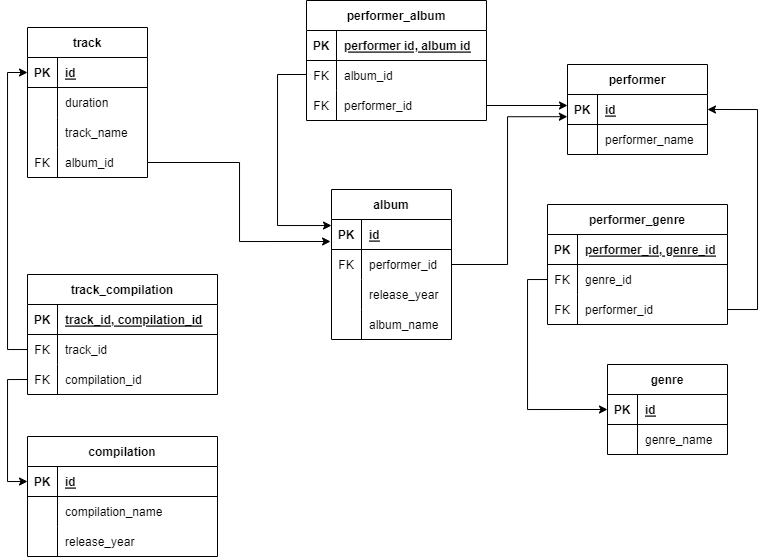 track
PK id
duration
track_name
FK album_id
performer_album
PK performer id, album id
FK album_id
FK performer_id
performer
PK id
performer_name
album
PK id
FK performer_id
release_year
album_name
performer_genre
PK performer_id, genre_id
FK genre_id
FK performer_id
track_compilation
PK track_id, compilation_id
FK track_id
FK compilation_id
genre
PK id
genre_name
compilation
PK id
compilation_name
release_year